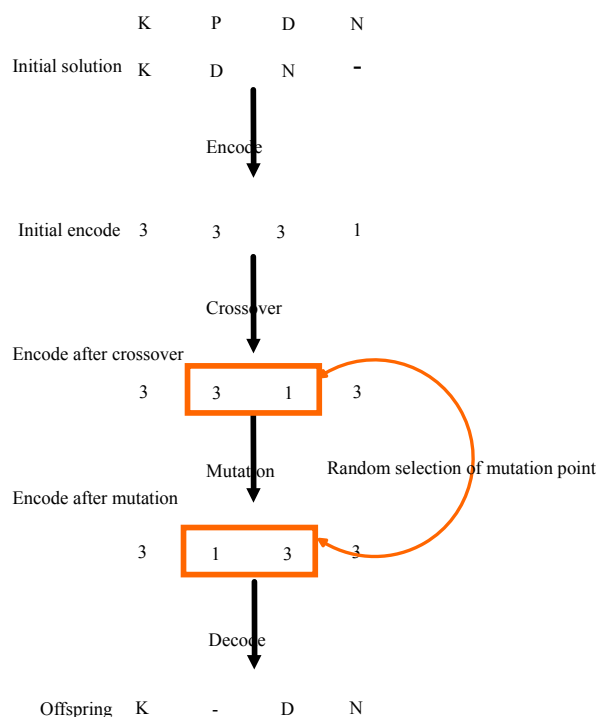 K P D N
Initial solution K D N -
Encode
Initial encode 3 3 3 1
Crossover
Encode after crossover
3 3 1 3
Mutation Random selection of mutation point
Encode after mutation
3 1 3 3
Decode
Offspring K - D N